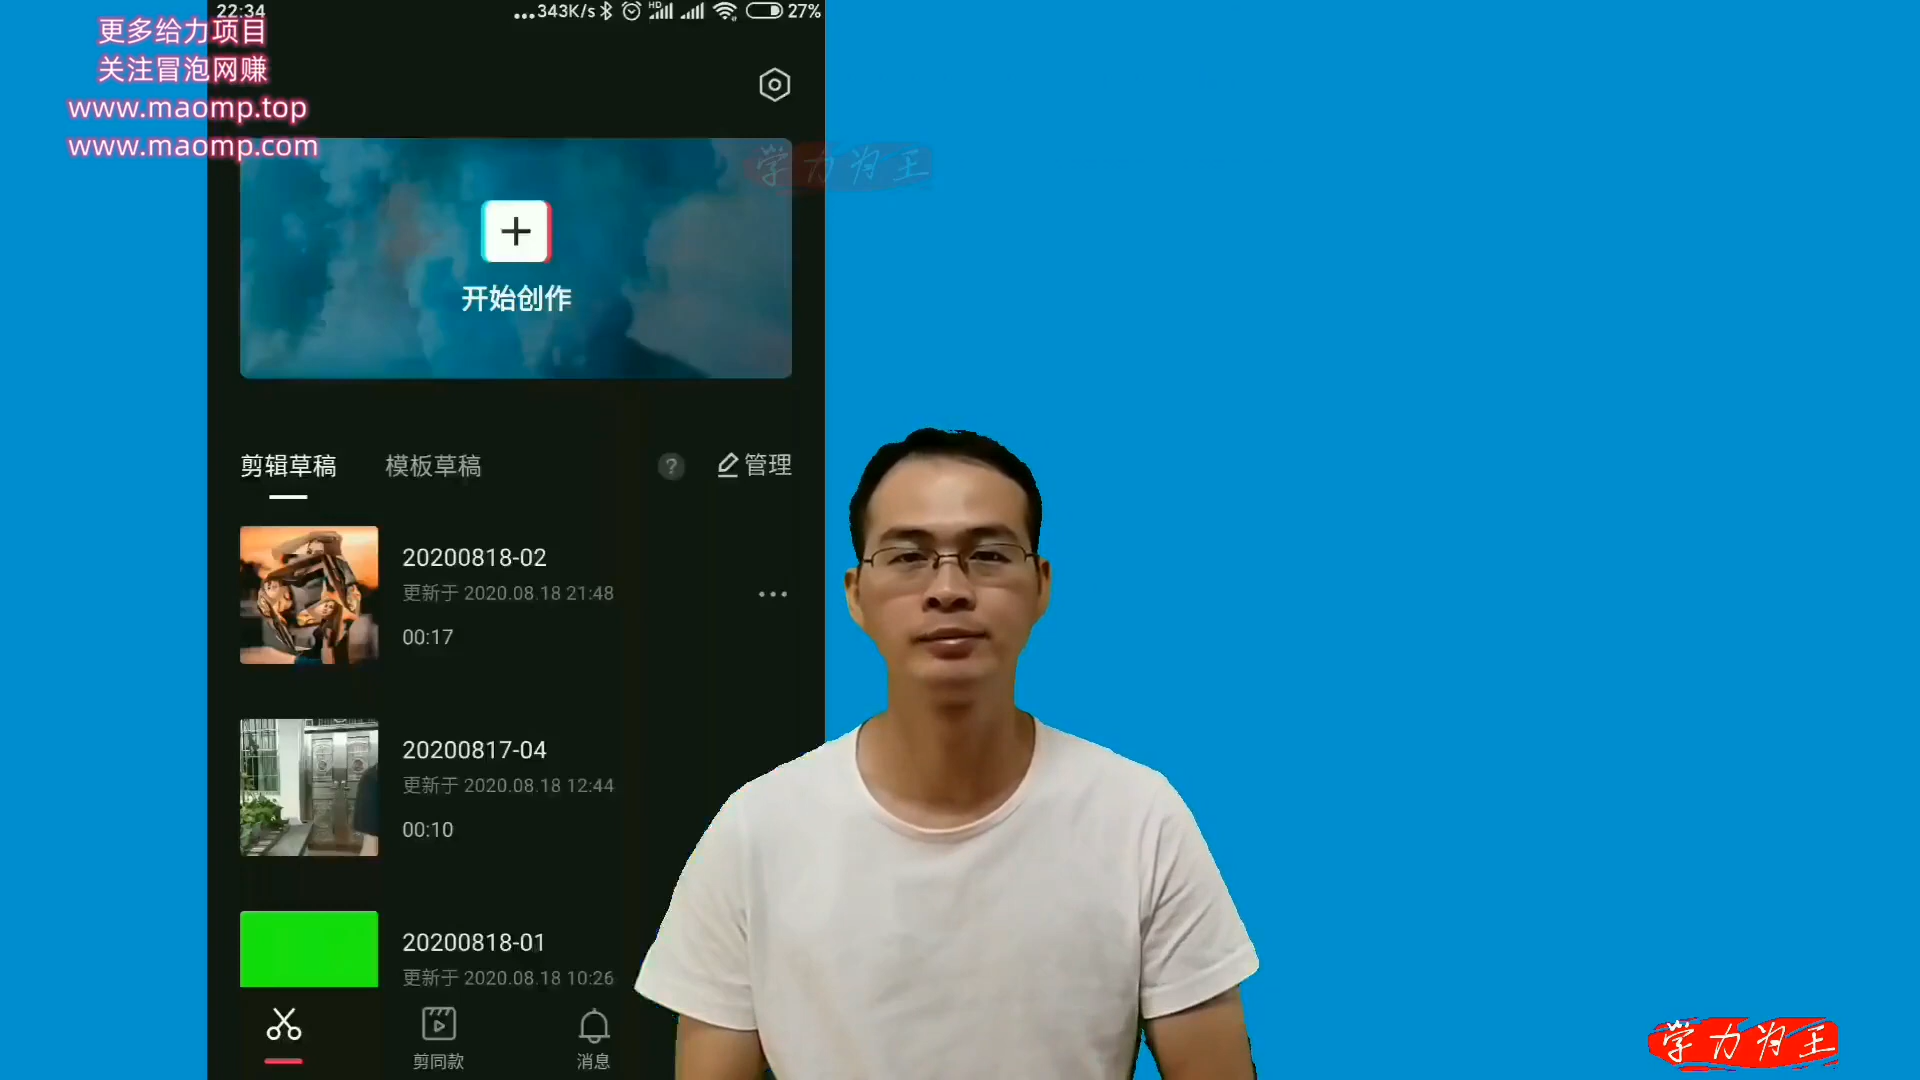 22:34
...343K/s
HD
27%
更多给力项目
关注冒泡网赚
www.maomp.top
www.maomp.com
学力为王
开始创作
剪辑草稿
模板草稿
?
管理
20200818-02
更新于 2020.08.18 21:48
00:17
20200817-04
更新于 2020.08.18 12:44
00:10
20200818-01
更新于 2020.08.18 10:26
剪同款
消息
学力为王